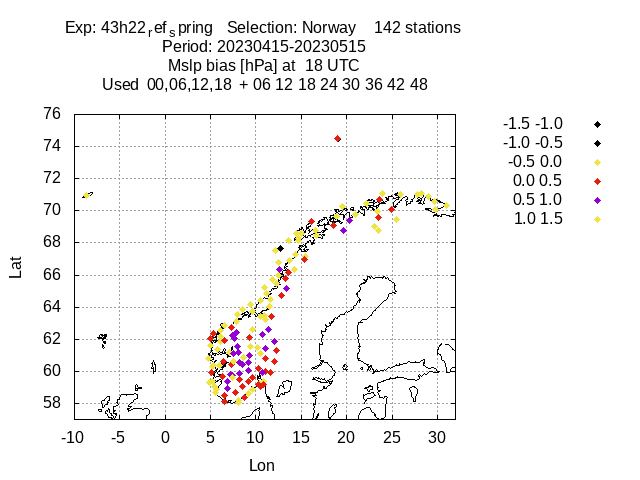 Exp: 43h22ref spring   Selection: Norway    142 stations
Period: 20230415-20230515
Mslp bias [hPa] at  18 UTC
Used  00,06,12,18  + 06 12 18 24 30 36 42 48
-1.5 -1.0
-1.0 -0.5
-0.5 0.0
0.0 0.5
0.5 1.0
1.0 1.5
76
74
72
70
68
66
64
62
60
58
Lat
-10 -5 0 5 10 15 20 25 30
Lon